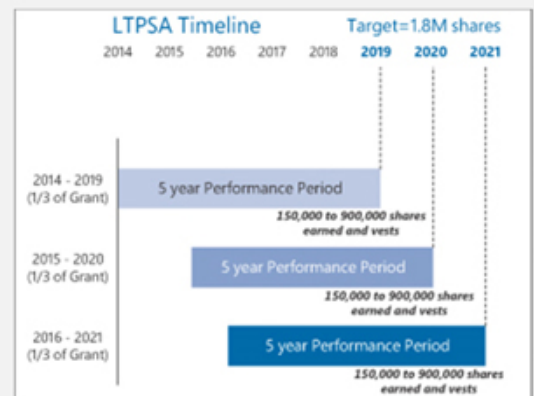 LTPSA Timeline
Target=1.8M shares
2014 2015 2016 2017 2018 2019 2020 2021
2014 - 2019
(1/3 of Grant)
5 year Performance Period
150,000 to 900,000 shares
earned and vests
2015 - 2020
(1/3 of Grant)
5 year Performance Period
150,000 to 900,000 shares
earned and vests
2016 - 2021
(1/3 of Grant)
5 year Performance Period
150,000 to 900,000 shares
earned and vests